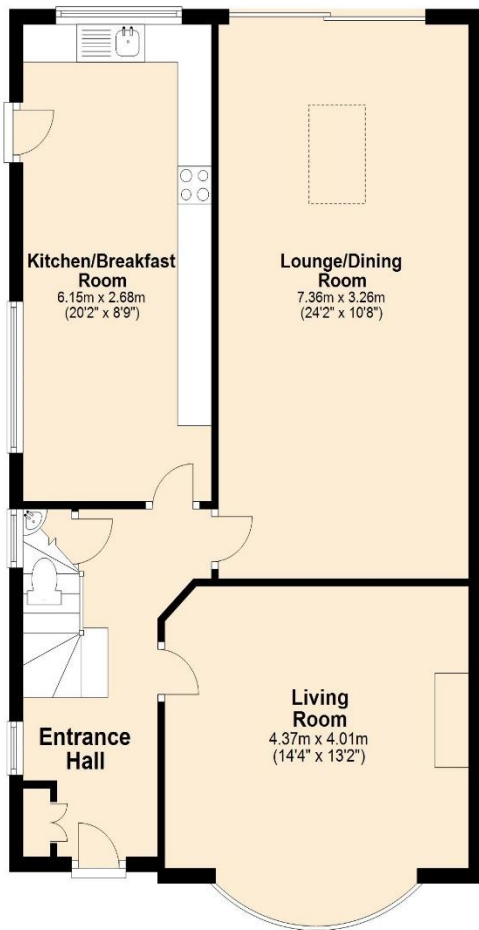 Kitchen/Breakfast
Room
6.15m x 2.68m
(20'2" x 8'9")
Lounge/Dining
Room
7.36m x 3.26m
(24'2" x 10'8")
Living
Room
4.37m x 4.01m
(14'4" x 13'2")
Entrance
Hall